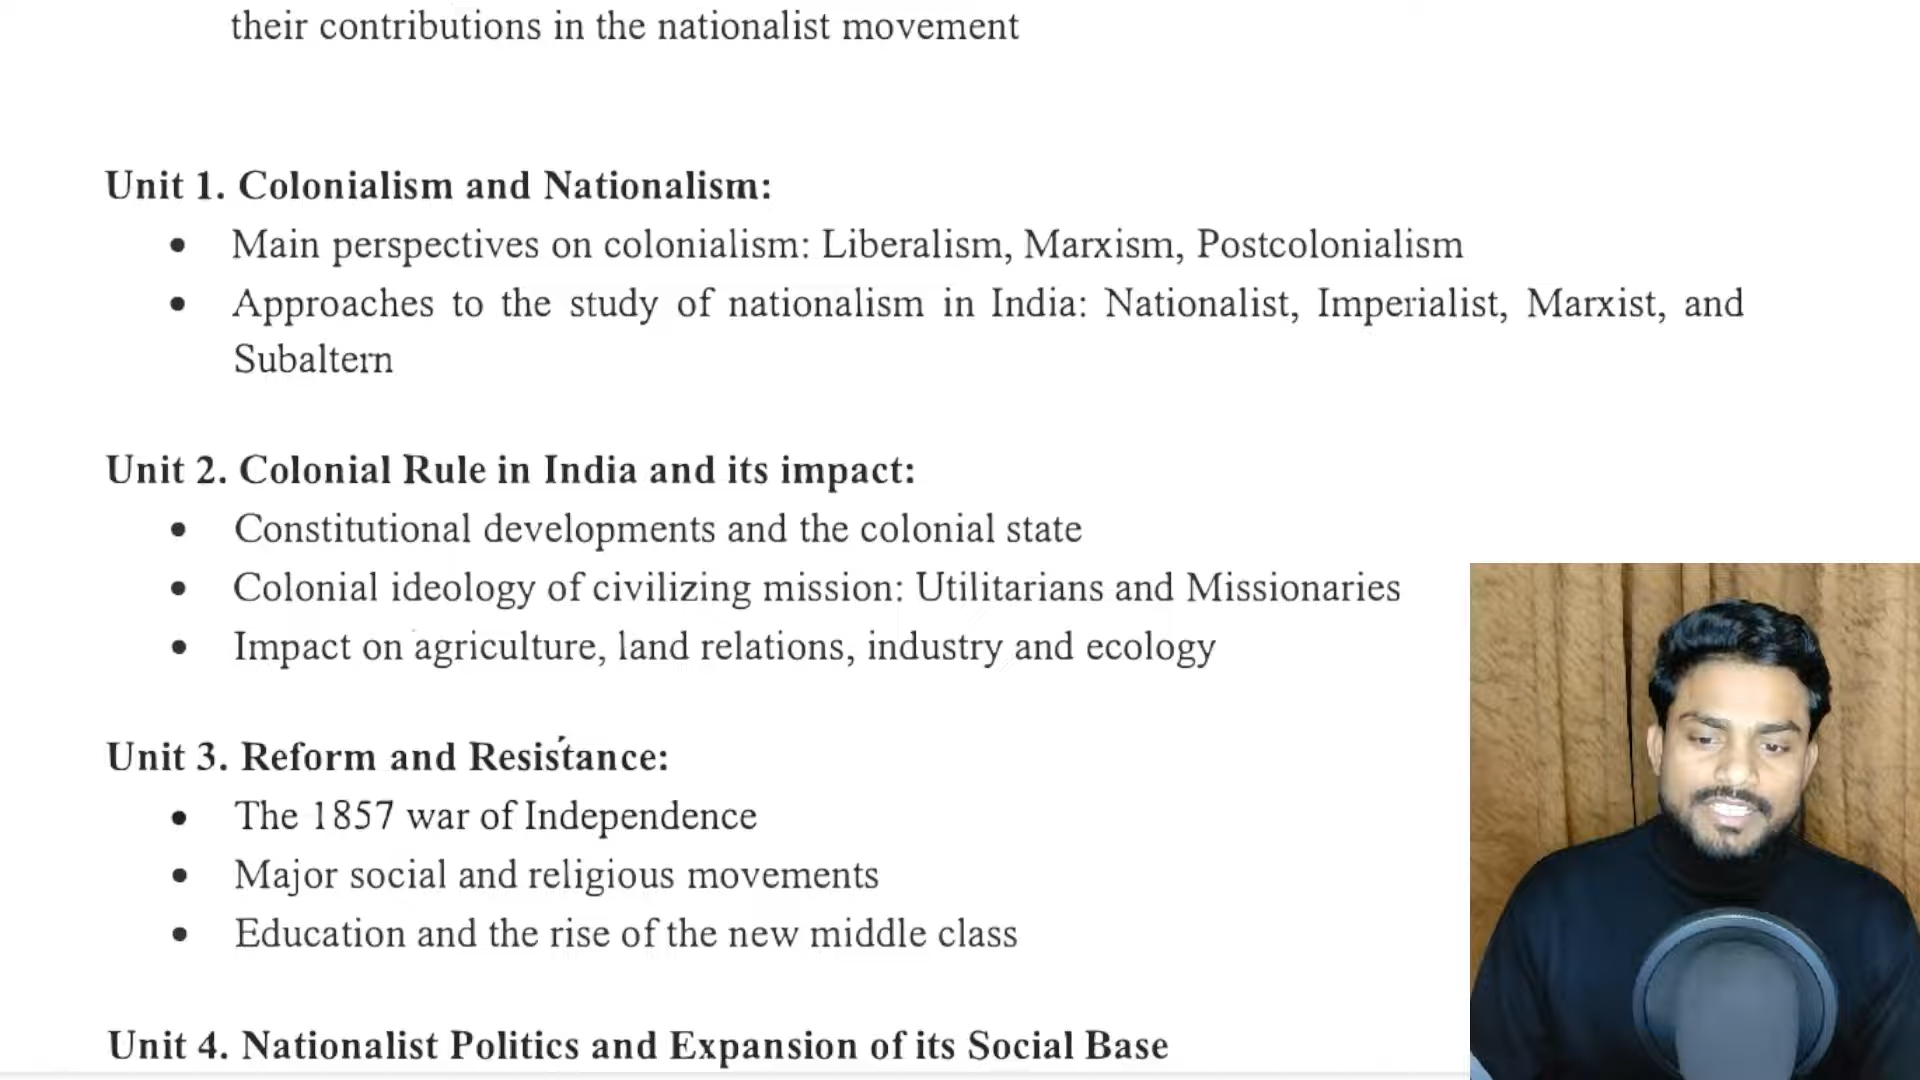 their contributions in the nationalist movement
Unit 1. Colonialism and Nationalism:
• Main perspectives on colonialism: Liberalism, Marxism, Postcolonialism
• Approaches to the study of nationalism in India: Nationalist, Imperialist, Marxist, and
Subaltern
Unit 2. Colonial Rule in India and its impact:
• Constitutional developments and the colonial state
• Colonial ideology of civilizing mission: Utilitarians and Missionaries
• Impact on agriculture, land relations, industry and ecology
Unit 3. Reform and Resistance:
• The 1857 war of Independence
• Major social and religious movements
• Education and the rise of the new middle class
Unit 4. Nationalist Politics and Expansion of its Social Base